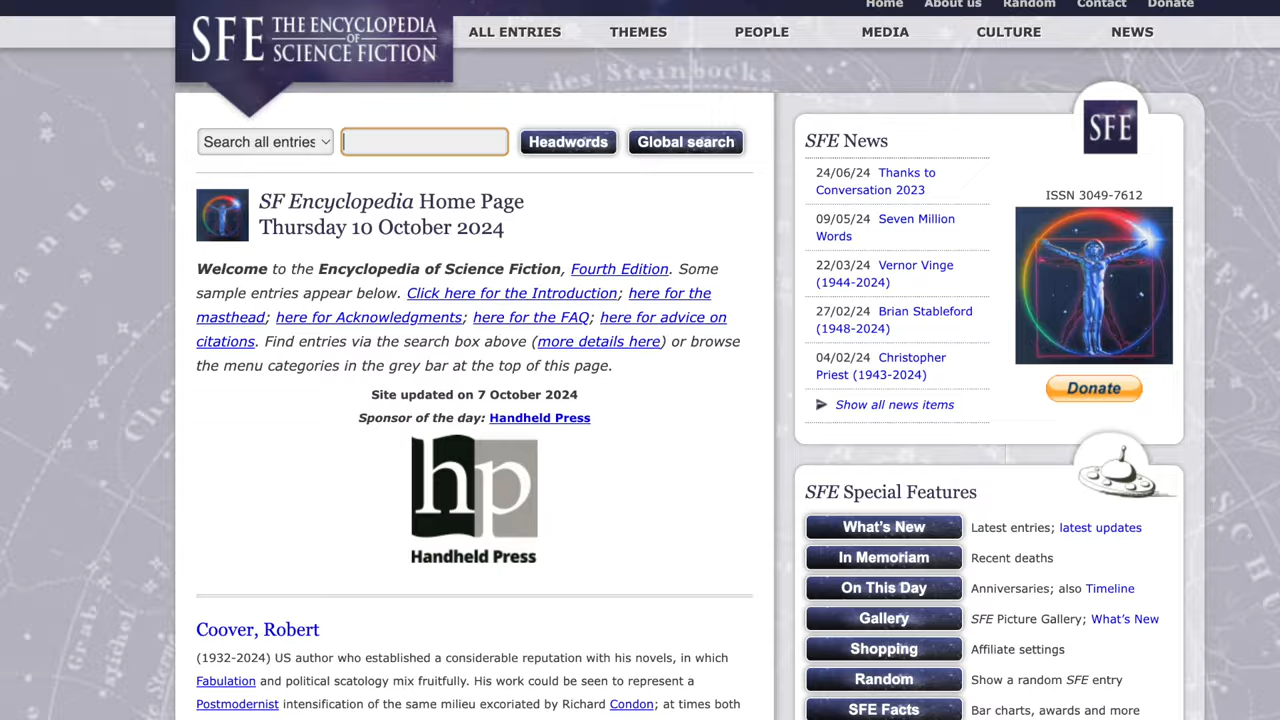 Home About us Random Contact Donate
SFE THE ENCYCLOPEDIA OF SCIENCE FICTION
ALL ENTRIES THEMES PEOPLE MEDIA CULTURE NEWS
des Steinbocks
Search all entries Headwords Global search
SF Encyclopedia Home Page
Thursday 10 October 2024
Welcome to the Encyclopedia of Science Fiction, Fourth Edition. Some
sample entries appear below. Click here for the Introduction; here for the
masthead; here for Acknowledgments; here for the FAQ; here for advice on
citations. Find entries via the search box above (more details here) or browse
the menu categories in the grey bar at the top of this page.
Site updated on 7 October 2024
Sponsor of the day: Handheld Press
hp
Handheld Press
Coover, Robert
(1932-2024) US author who established a considerable reputation with his novels, in which
Fabulation and political scatology mix fruitfully. His work could be seen to represent a
Postmodernist intensification of the same milieu excoriated by Richard Condon; at times both
SFE
SFE News
24/06/24 Thanks to
Conversation 2023
09/05/24 Seven Million
Words
22/03/24 Vernor Vinge
(1944-2024)
27/02/24 Brian Stableford
(1948-2024)
04/02/24 Christopher
Priest (1943-2024)
Show all news items
ISSN 3049-7612
Donate
SFE Special Features
What's New Latest entries; latest updates
In Memoriam Recent deaths
On This Day Anniversaries; also Timeline
Gallery SFE Picture Gallery; What's New
Shopping Affiliate settings
Random Show a random SFE entry
SFE Facts Bar charts, awards and more